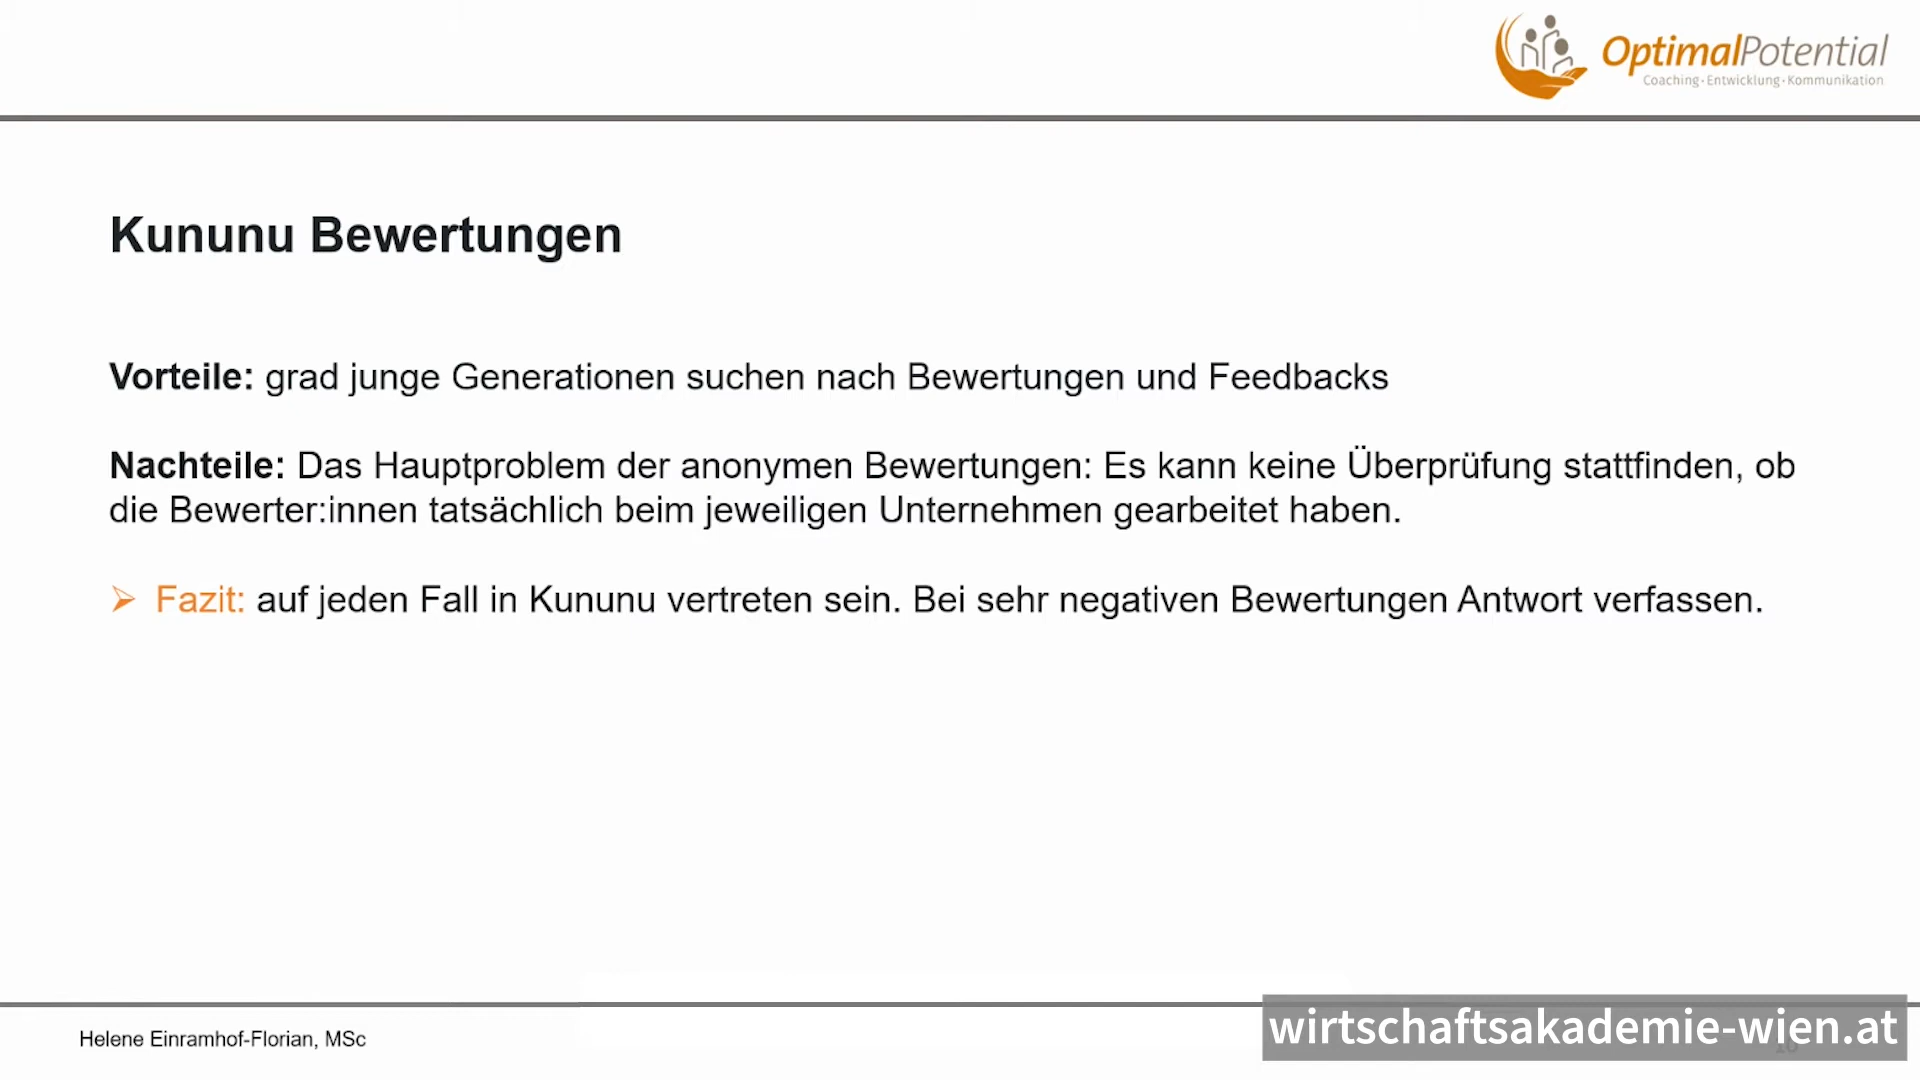 OptimalPotential
Coaching·Entwicklung·Kommunikation
Kununu Bewertungen
Vorteile: grad junge Generationen suchen nach Bewertungen und Feedbacks
Nachteile: Das Hauptproblem der anonymen Bewertungen: Es kann keine Überprüfung stattfinden, ob
die Bewerter:innen tatsächlich beim jeweiligen Unternehmen gearbeitet haben.
➢ Fazit: auf jeden Fall in Kununu vertreten sein. Bei sehr negativen Bewertungen Antwort verfassen.
Helene Einramhof-Florian, MSc
wirtschaftsakademie-wien.at